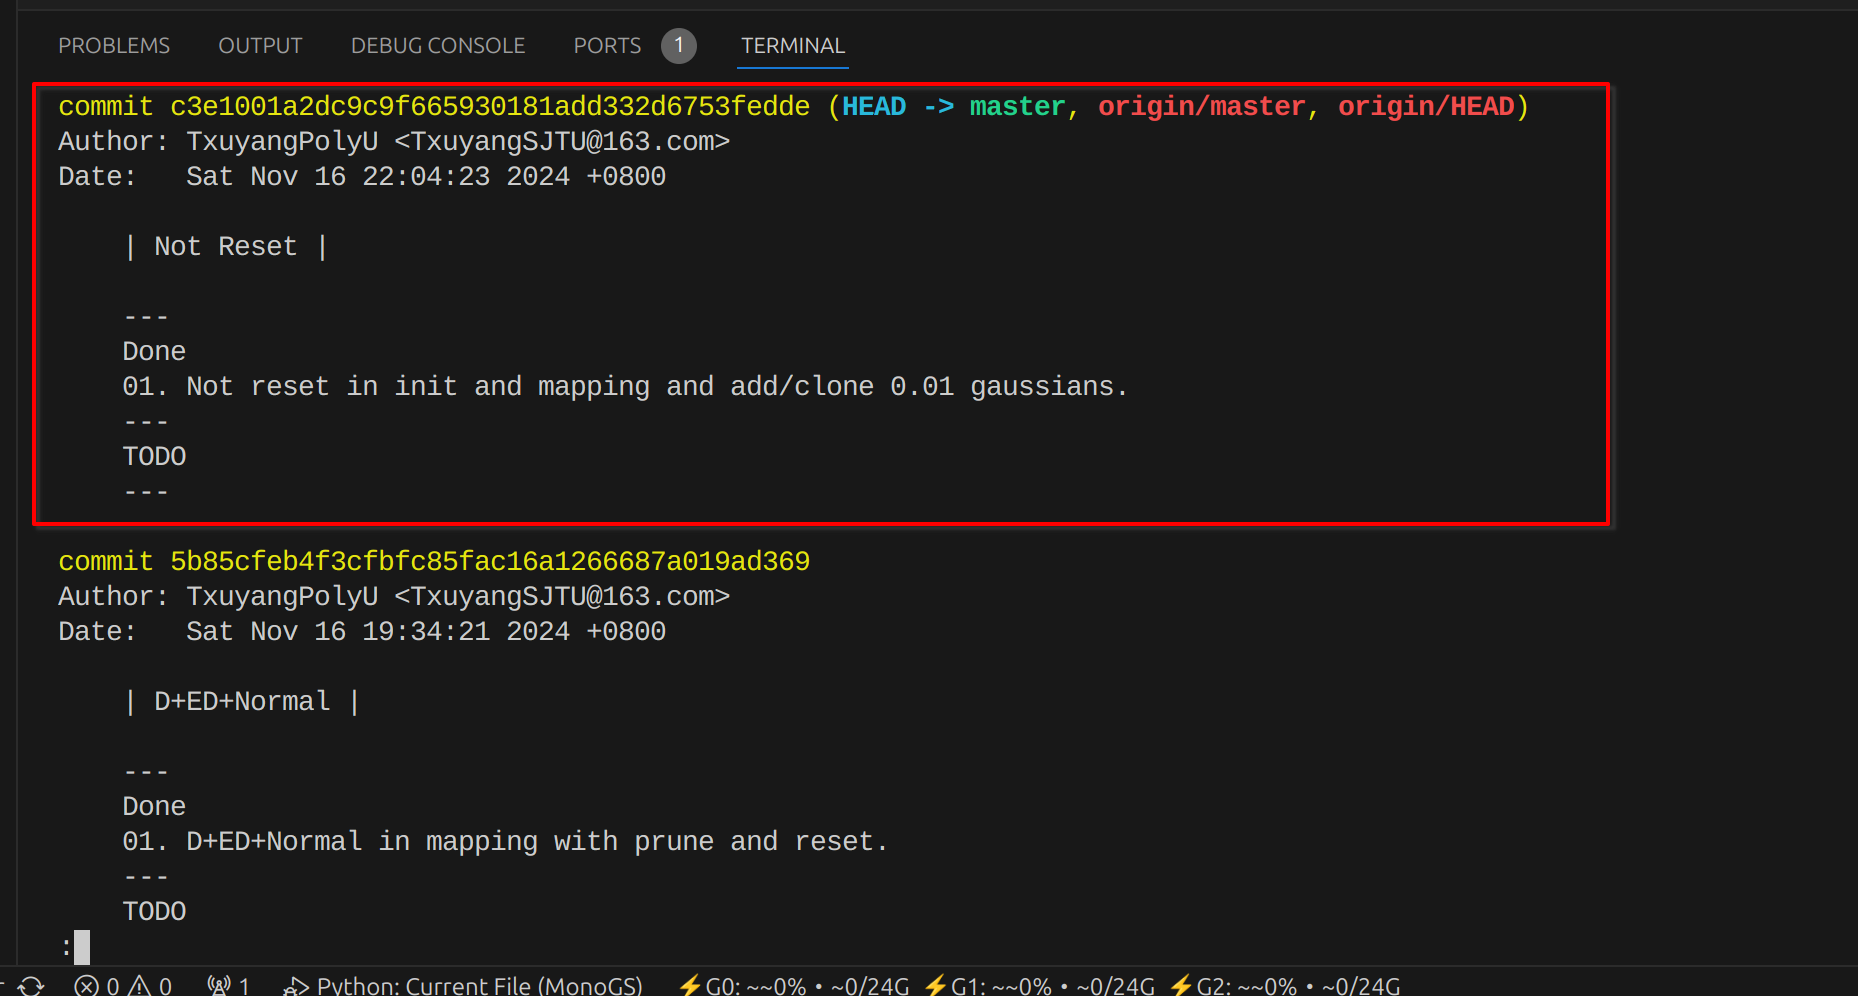 PROBLEMS OUTPUT DEBUG CONSOLE PORTS 1 TERMINAL
commit c3e1001a2dc9c9f665930181add332d6753fedde (HEAD -> master, origin/master, origin/HEAD)
Author: TxuyangPolyU <TxuyangSJTU@163.com>
Date:   Sat Nov 16 22:04:23 2024 +0800
| Not Reset |
---
Done
01. Not reset in init and mapping and add/clone 0.01 gaussians.
---
TODO
---
commit 5b85cfeb4f3cfbfc85fac16a1266687a019ad369
Author: TxuyangPolyU <TxuyangSJTU@163.com>
Date:   Sat Nov 16 19:34:21 2024 +0800
| D+ED+Normal |
---
Done
01. D+ED+Normal in mapping with prune and reset.
---
TODO
:
0 0 1 Python: Current File (MonoGS) ⚡G0: ~~0% • ~0/24G ⚡G1: ~~0% • ~0/24G ⚡G2: ~~0% • ~0/24G